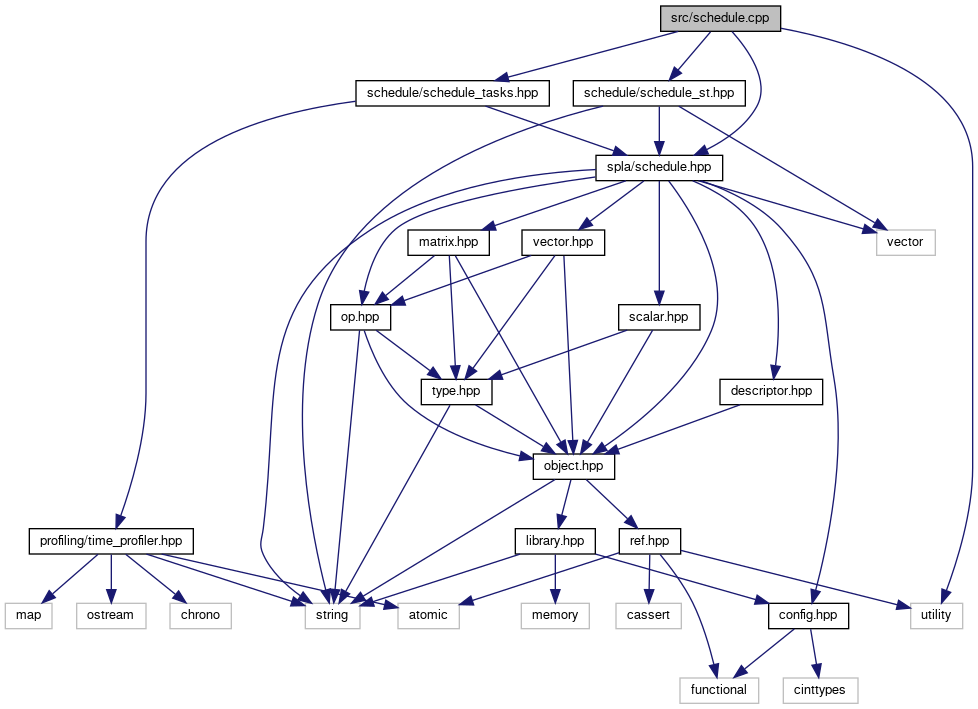 src/schedule.cpp
schedule/schedule_tasks.hpp
schedule/schedule_st.hpp
spla/schedule.hpp
matrix.hpp
vector.hpp
vector
op.hpp
scalar.hpp
type.hpp
descriptor.hpp
object.hpp
profiling/time_profiler.hpp
library.hpp
ref.hpp
map
ostream
chrono
string
atomic
memory
cassert
config.hpp
utility
functional
cinttypes